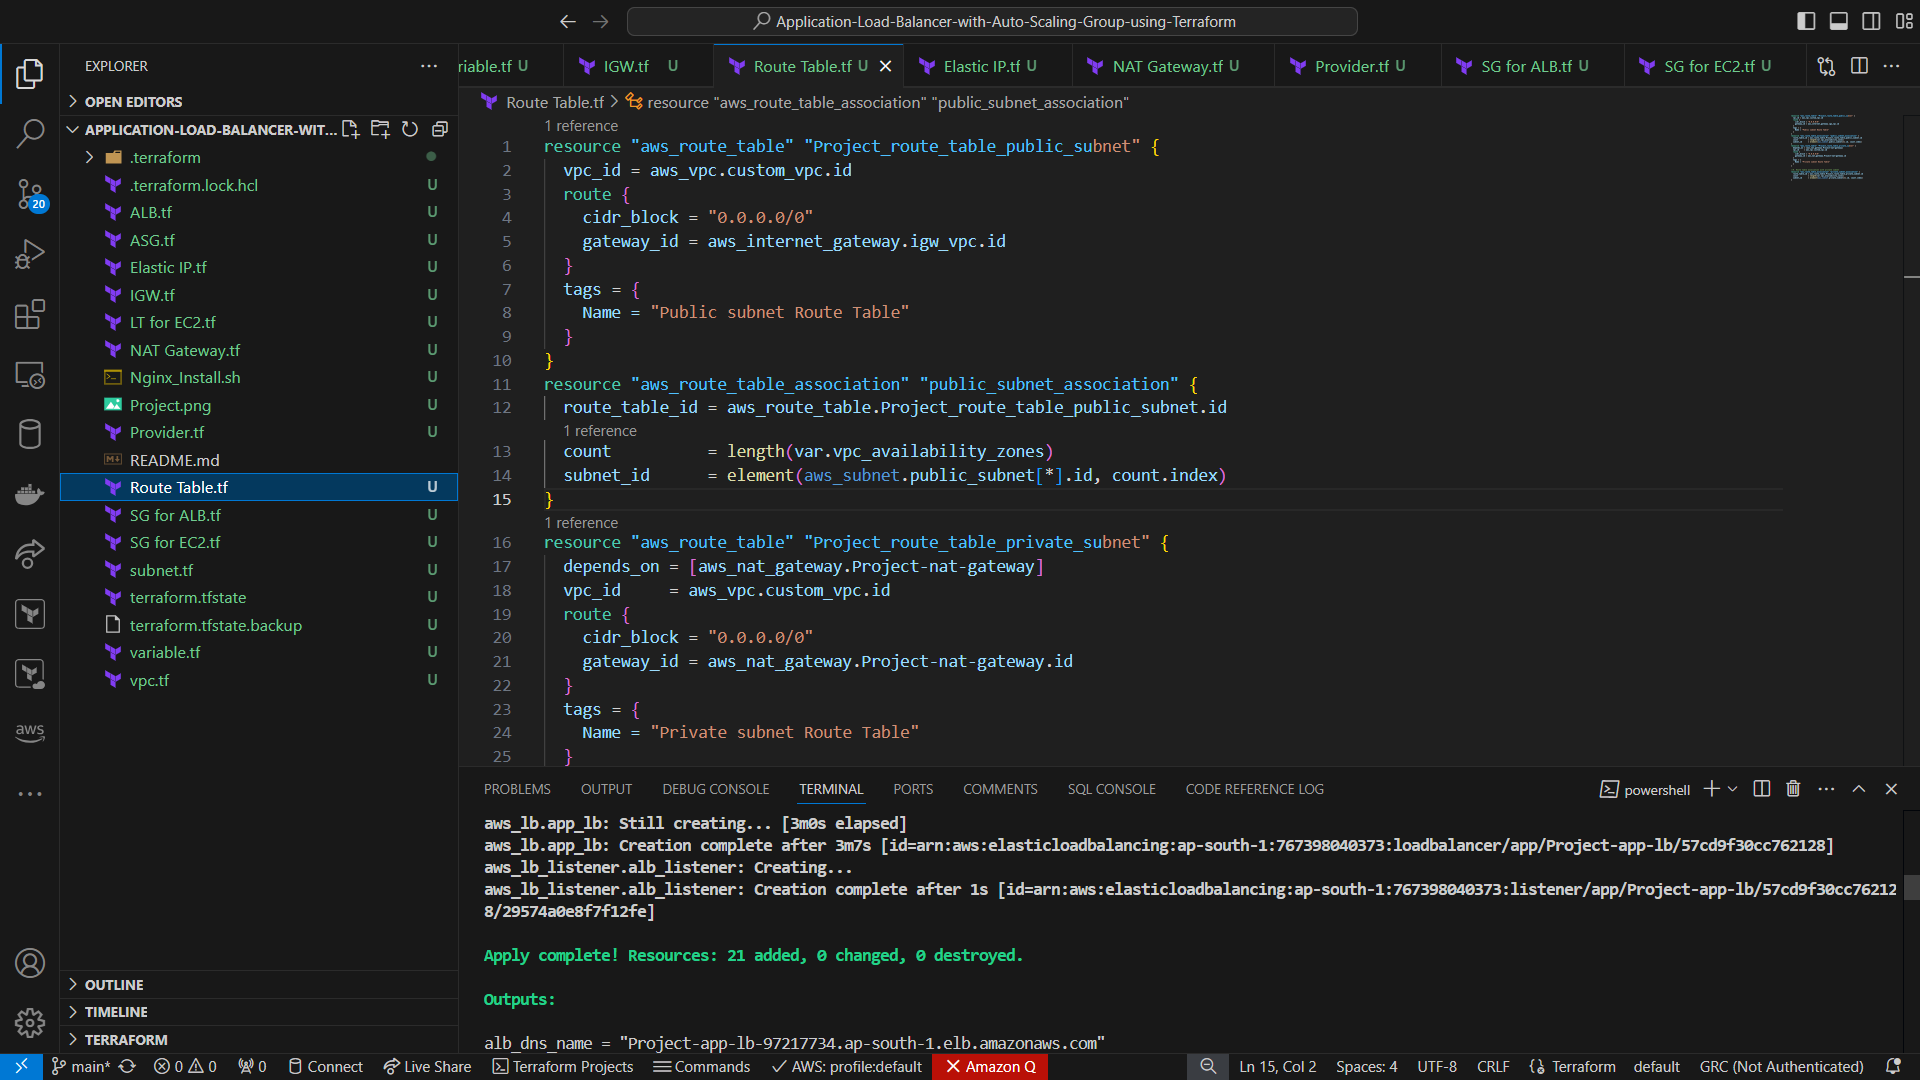 Application-Load-Balancer-with-Auto-Scaling-Group-using-Terraform
EXPLORER
riable.tf U
IGW.tf U
Route Table.tf U
Elastic IP.tf U
NAT Gateway.tf U
Provider.tf U
SG for ALB.tf U
SG for EC2.tf U
OPEN EDITORS
APPLICATION-LOAD-BALANCER-WIT...
.terraform
.terraform.lock.hcl U
ALB.tf U
ASG.tf U
Elastic IP.tf U
IGW.tf U
LT for EC2.tf U
NAT Gateway.tf U
Nginx_Install.sh U
Project.png U
Provider.tf U
README.md
Route Table.tf U
SG for ALB.tf U
SG for EC2.tf U
subnet.tf U
terraform.tfstate U
terraform.tfstate.backup U
variable.tf U
vpc.tf U
20
aws
OUTLINE
TIMELINE
TERRAFORM
Route Table.tf > resource "aws_route_table_association" "public_subnet_association"
1 reference
1 resource "aws_route_table" "Project_route_table_public_subnet" {
2 vpc_id = aws_vpc.custom_vpc.id
3 route {
4 cidr_block = "0.0.0.0/0"
5 gateway_id = aws_internet_gateway.igw_vpc.id
6 }
7 tags = {
8 Name = "Public subnet Route Table"
9 }
10 }
11 resource "aws_route_table_association" "public_subnet_association" {
12 route_table_id = aws_route_table.Project_route_table_public_subnet.id
1 reference
13 count = length(var.vpc_availability_zones)
14 subnet_id = element(aws_subnet.public_subnet[*].id, count.index)
15 }
1 reference
16 resource "aws_route_table" "Project_route_table_private_subnet" {
17 depends_on = [aws_nat_gateway.Project-nat-gateway]
18 vpc_id = aws_vpc.custom_vpc.id
19 route {
20 cidr_block = "0.0.0.0/0"
21 gateway_id = aws_nat_gateway.Project-nat-gateway.id
22 }
23 tags = {
24 Name = "Private subnet Route Table"
25 }
PROBLEMS OUTPUT DEBUG CONSOLE TERMINAL PORTS COMMENTS SQL CONSOLE CODE REFERENCE LOG
powershell
aws_lb.app_lb: Still creating... [3m0s elapsed]
aws_lb.app_lb: Creation complete after 3m7s [id=arn:aws:elasticloadbalancing:ap-south-1:767398040373:loadbalancer/app/Project-app-lb/57cd9f30cc762128]
aws_lb_listener.alb_listener: Creating...
aws_lb_listener.alb_listener: Creation complete after 1s [id=arn:aws:elasticloadbalancing:ap-south-1:767398040373:listener/app/Project-app-lb/57cd9f30cc76212
8/29574a0e8f7f12fe]
Apply complete! Resources: 21 added, 0 changed, 0 destroyed.
Outputs:
alb_dns_name = "Project-app-lb-97217734.ap-south-1.elb.amazonaws.com"
main* 0 0 0 Connect Live Share Terraform Projects Commands AWS: profile:default Amazon Q Ln 15, Col 2 Spaces: 4 UTF-8 CRLF Terraform default GRC (Not Authenticated)